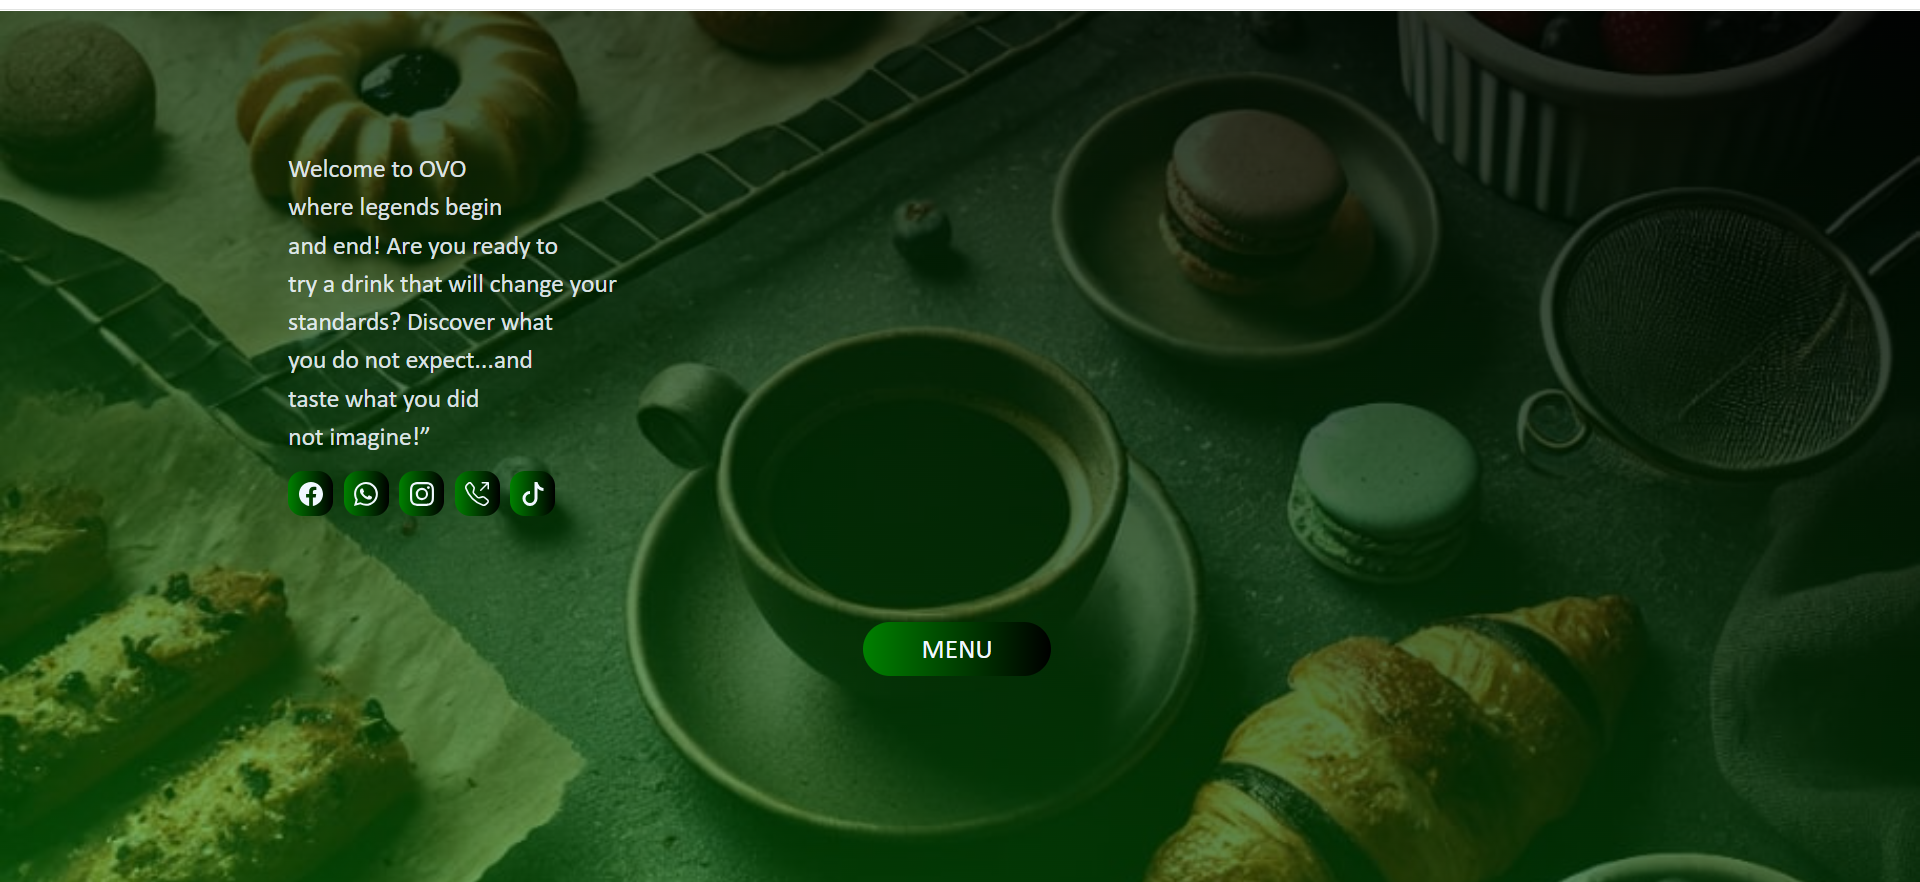 Welcome to OVO
where legends begin
and end! Are you ready to
try a drink that will change your
standards? Discover what
you do not expect...and
taste what you did
not imagine!”
MENU